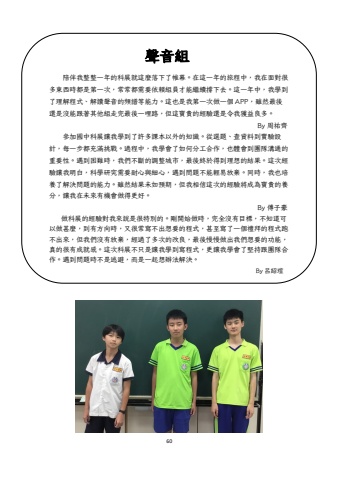 聲音組
陪伴我整整一年的科展就這麼落下了帷幕。在這一年的旅程中，我在面對很
多東西時都是第一次，常常都需要依賴組員才能繼續撐下去。這一年中，我學到
了理解程式、解讀聲音的頻譜等能力。這也是我第一次做一個 APP，雖然最後
還是沒能跟著其他組走完最後一哩路，但這寶貴的經驗還是令我獲益良多。
By 周祐齊
參加國中科展讓我學到了許多課本以外的知識。從選題、查資料到實驗設
計，每一步都充滿挑戰。過程中，我學會了如何分工合作，也體會到團隊溝通的
重要性。遇到困難時，我們不斷的調整城市，最後終於得到理想的結果。這次經
驗讓我明白，科學研究需要耐心與細心，遇到問題不能輕易放棄。同時，我也培
養了解決問題的能力。雖然結果未如預期，但我相信這次的經驗將成為寶貴的養
分，讓我在未來有機會做得更好。
By 傅子豪
做科展的經驗對我來說是很特別的。剛開始做時，完全沒有目標，不知道可
以做甚麼，到有方向時，又很常寫不出想要的程式，甚至寫了一個禮拜的程式跑
不出來，但我們沒有放棄，經過了多次的改良，最後慢慢做出我們想要的功能，
真的很有成就感。這次科展不只是讓我學到寫程式，更讓我學會了堅持跟團隊合
作。遇到問題時不是逃避，而是一起想辦法解決。
By 呂紹程
60